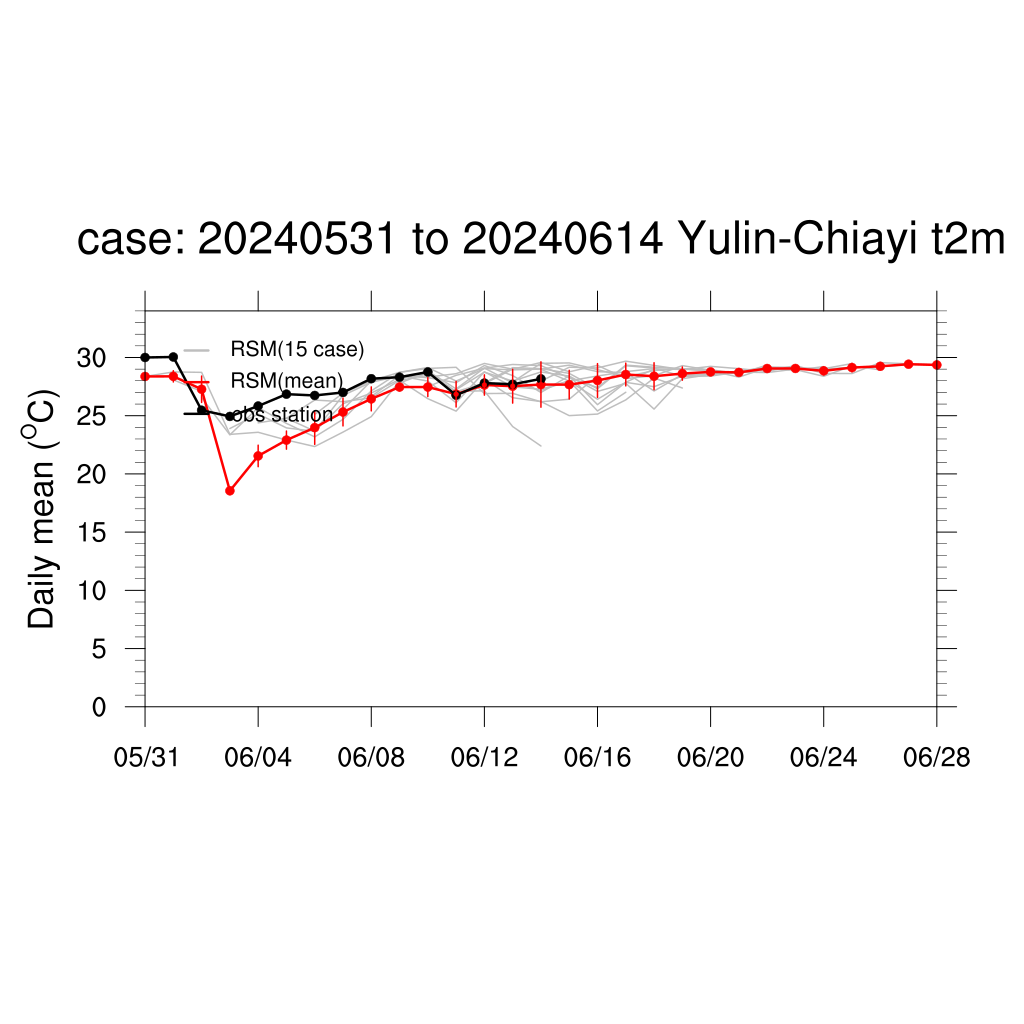 case: 20240531 to 20240614 Yulin-Chiayi t2m
Daily mean (°C)
30
25
20
15
10
5
0
RSM(15 case)
RSM(mean)
obs station
05/31 06/04 06/08 06/12 06/16 06/20 06/24 06/28